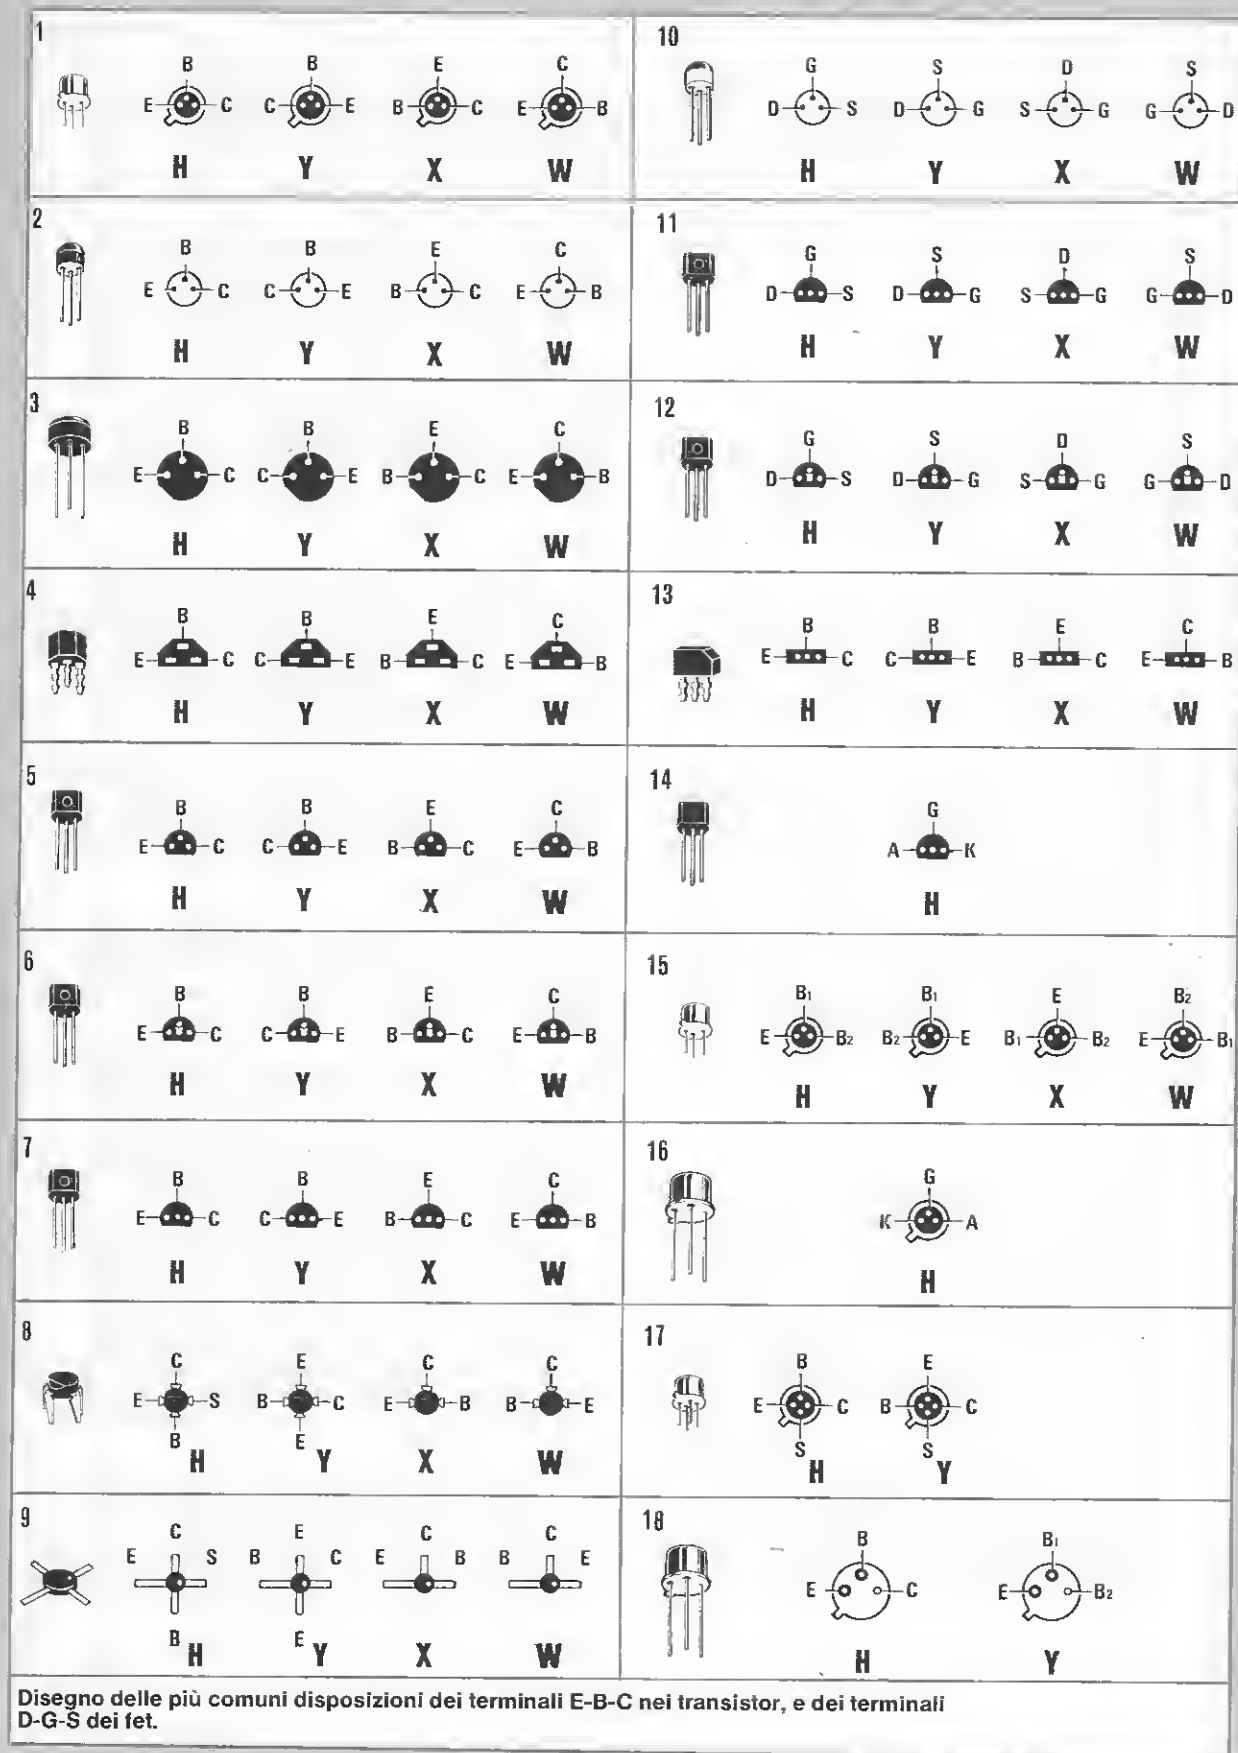 1
B B E C
E C C E B C E B
H Y X W
10
G S D S
D S D G S G G D
H Y X W
2
B B E C
E C C E B C E B
H Y X W
11
G S D S
D S D G S G G D
H Y X W
3
B B E C
E C C E B C E B
H Y X W
12
G S D S
D S D G S G G D
H Y X W
4
B B E C
E C C E B C E B
H Y X W
13
B B E C
E C C E B C E B
H Y X W
5
B B E C
E C C E B C E B
H Y X W
14
G
A K
H
6
B B E C
E C C E B C E B
H Y X W
15
B1 B1 E B2
E B2 B2 E B1 B2 E B1
H Y X W
7
B B E C
E C C E B C E B
H Y X W
16
G
K A
H
8
C E C C
E S B C E B B E
B E
H Y X W
17
B E
E C B C
S S
H Y
9
C E C C
E S B C E B B E
B E
H Y X W
18
B B1
E C E B2
H Y
Disegno delle più comuni disposizioni dei terminali E-B-C nei transistor, e dei terminali
D-G-S dei fet.